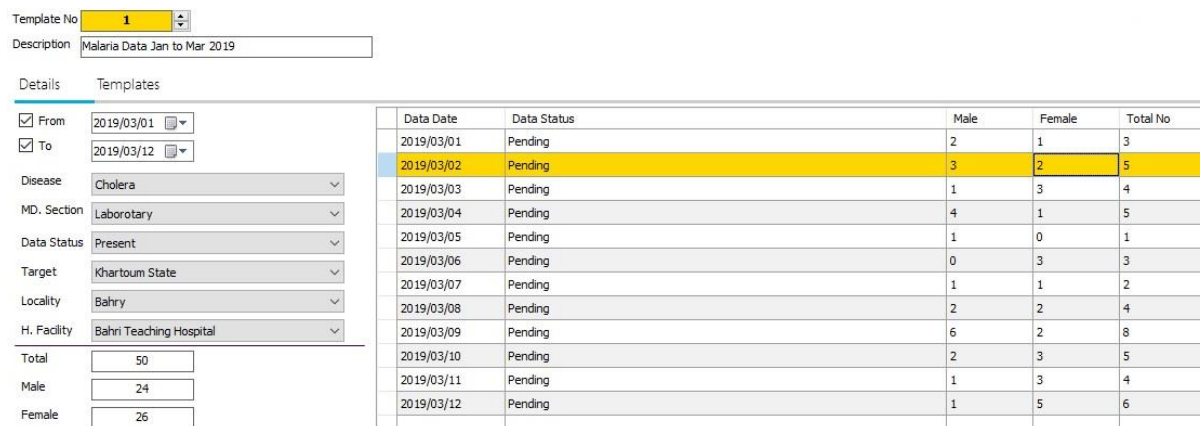 Template No 1
Description Malaria Data Jan to Mar 2019
Details Templates
From 2019/03/01
To 2019/03/12
Disease Cholera
MD. Section Laborotary
Data Status Present
Target Khartoum State
Locality Bahry
H. Facility Bahri Teaching Hospital
Total 50
Male 24
Female 26
Data Date Data Status Male Female Total No
2019/03/01 Pending 2 1 3
2019/03/02 Pending 3 2 5
2019/03/03 Pending 1 3 4
2019/03/04 Pending 4 1 5
2019/03/05 Pending 1 0 1
2019/03/06 Pending 0 3 3
2019/03/07 Pending 1 1 2
2019/03/08 Pending 2 2 4
2019/03/09 Pending 6 2 8
2019/03/10 Pending 2 3 5
2019/03/11 Pending 1 3 4
2019/03/12 Pending 1 5 6